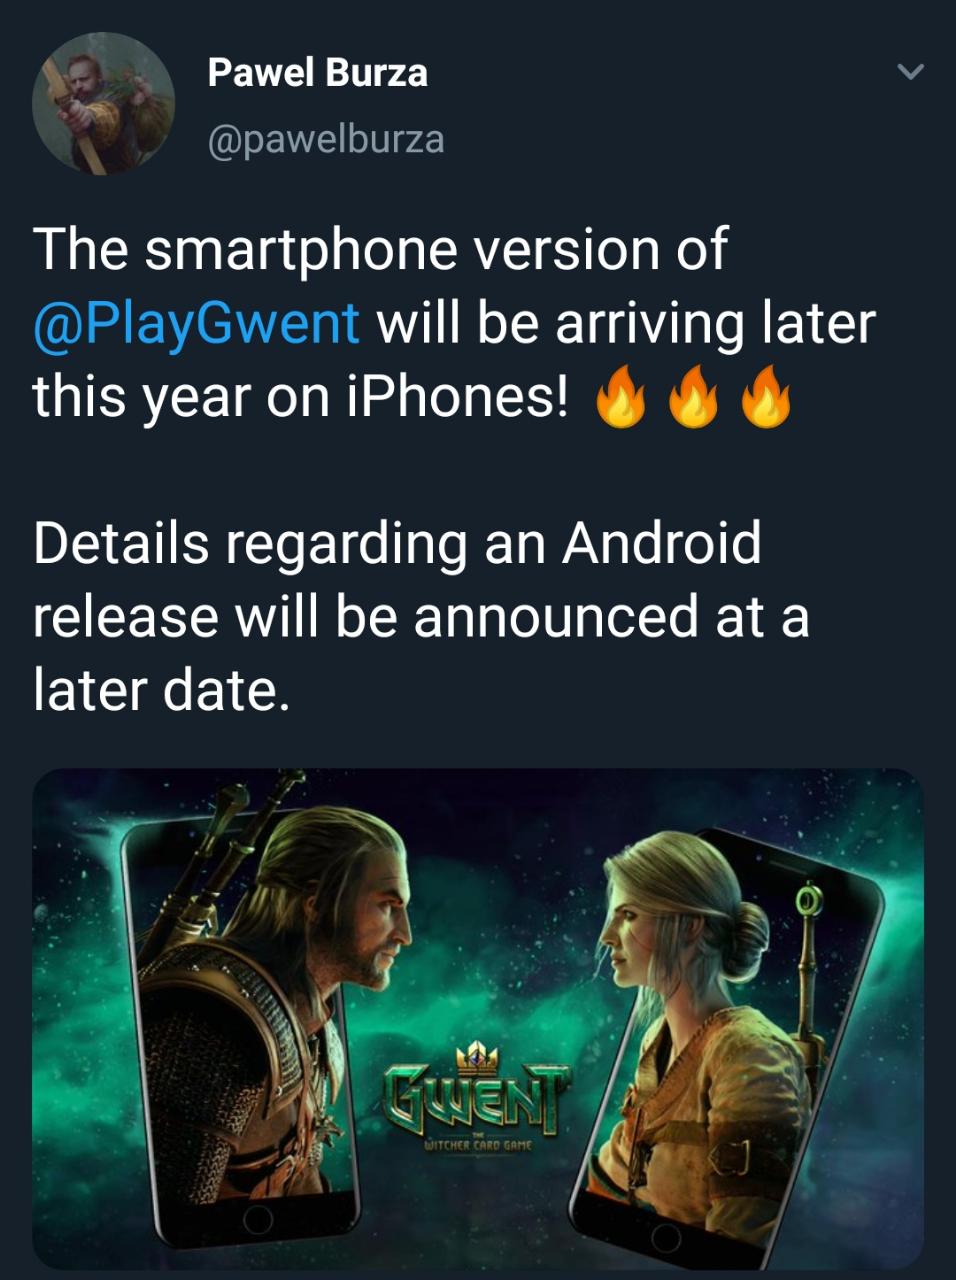 Pawel Burza
@pawelburza
The smartphone version of
@PlayGwent will be arriving later
this year on iPhones! 🔥🔥🔥
Details regarding an Android
release will be announced at a
later date.
GWENT
THE
WITCHER CARD GAME